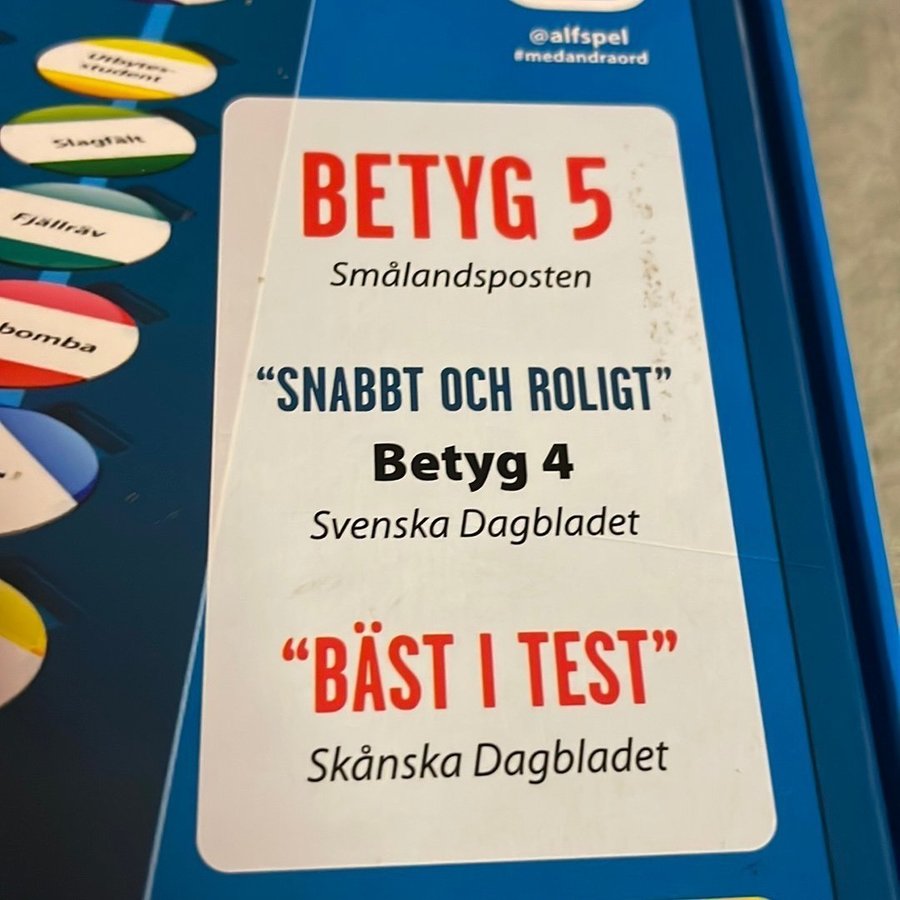 @alfspel
#medandraord
Utbytes-
student
Slagfält
Fjällräv
bomba
BETYG 5
Smålandsposten
“SNABBT OCH ROLIGT”
Betyg 4
Svenska Dagbladet
“BÄST I TEST”
Skånska Dagbladet